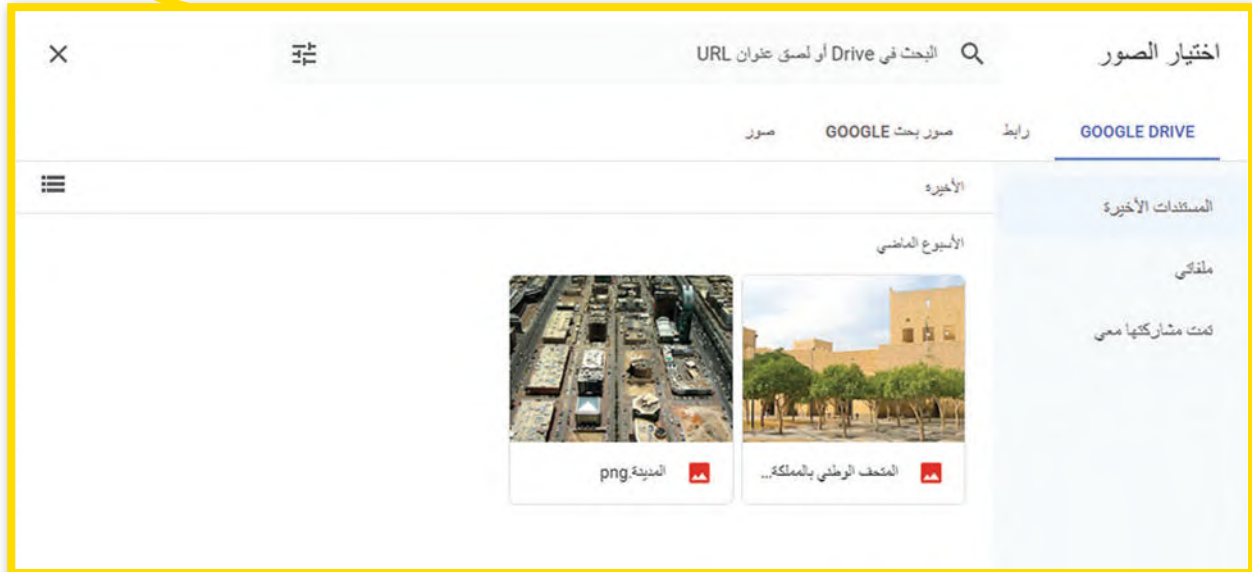 اختيار الصور
البحث في Drive أو لصق عنوان URL
GOOGLE DRIVE رابط صور بحث GOOGLE صور
المستندات الأخيرة
ملفاتي
تمت مشاركتها معي
الأخيرة
الأسبوع الماضي
المتحف الوطني بالمملكة...
المدينة.png